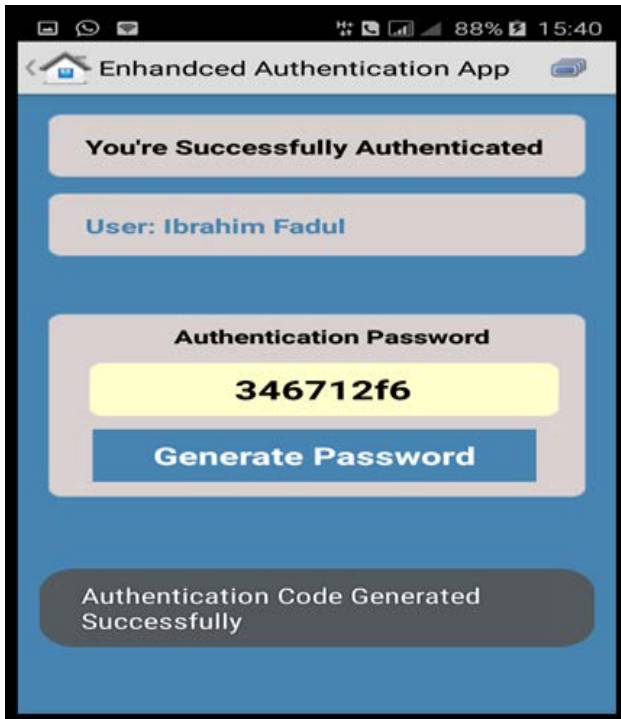 H+ 88% 15:40
Enhandced Authentication App
You're Successfully Authenticated
User: Ibrahim Fadul
Authentication Password
346712f6
Generate Password
Authentication Code Generated
Successfully